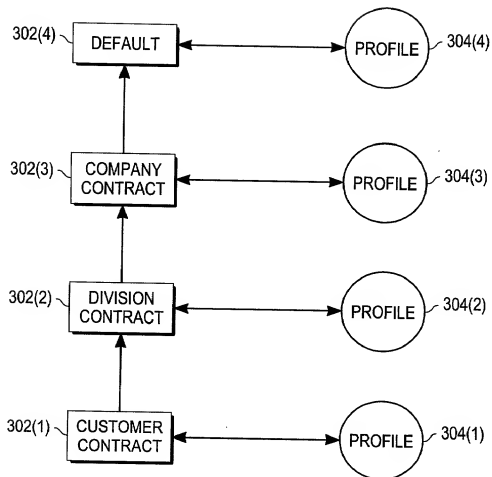 302(4)
DEFAULT
PROFILE
304(4)
302(3)
COMPANY
CONTRACT
PROFILE
304(3)
302(2)
DIVISION
CONTRACT
PROFILE
304(2)
302(1)
CUSTOMER
CONTRACT
PROFILE
304(1)